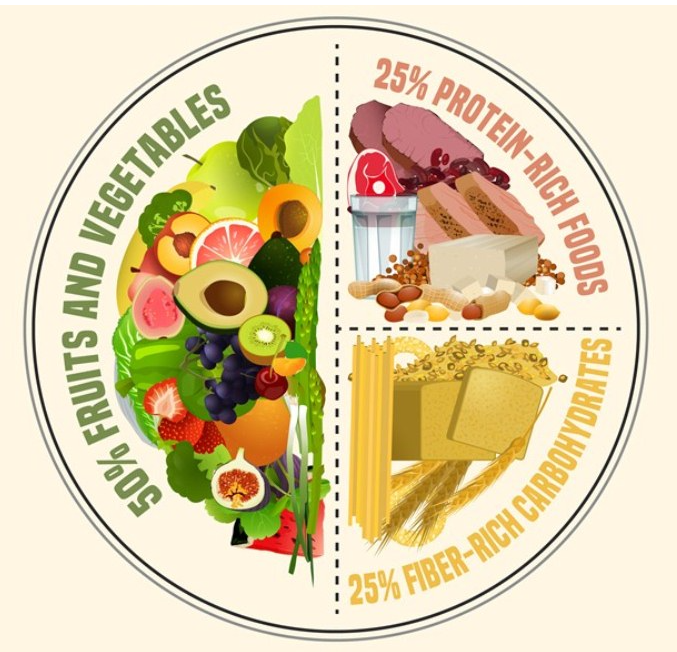 50% FRUITS AND VEGETABLES
25% PROTEIN-RICH FOODS
25% FIBER-RICH CARBOHYDRATES